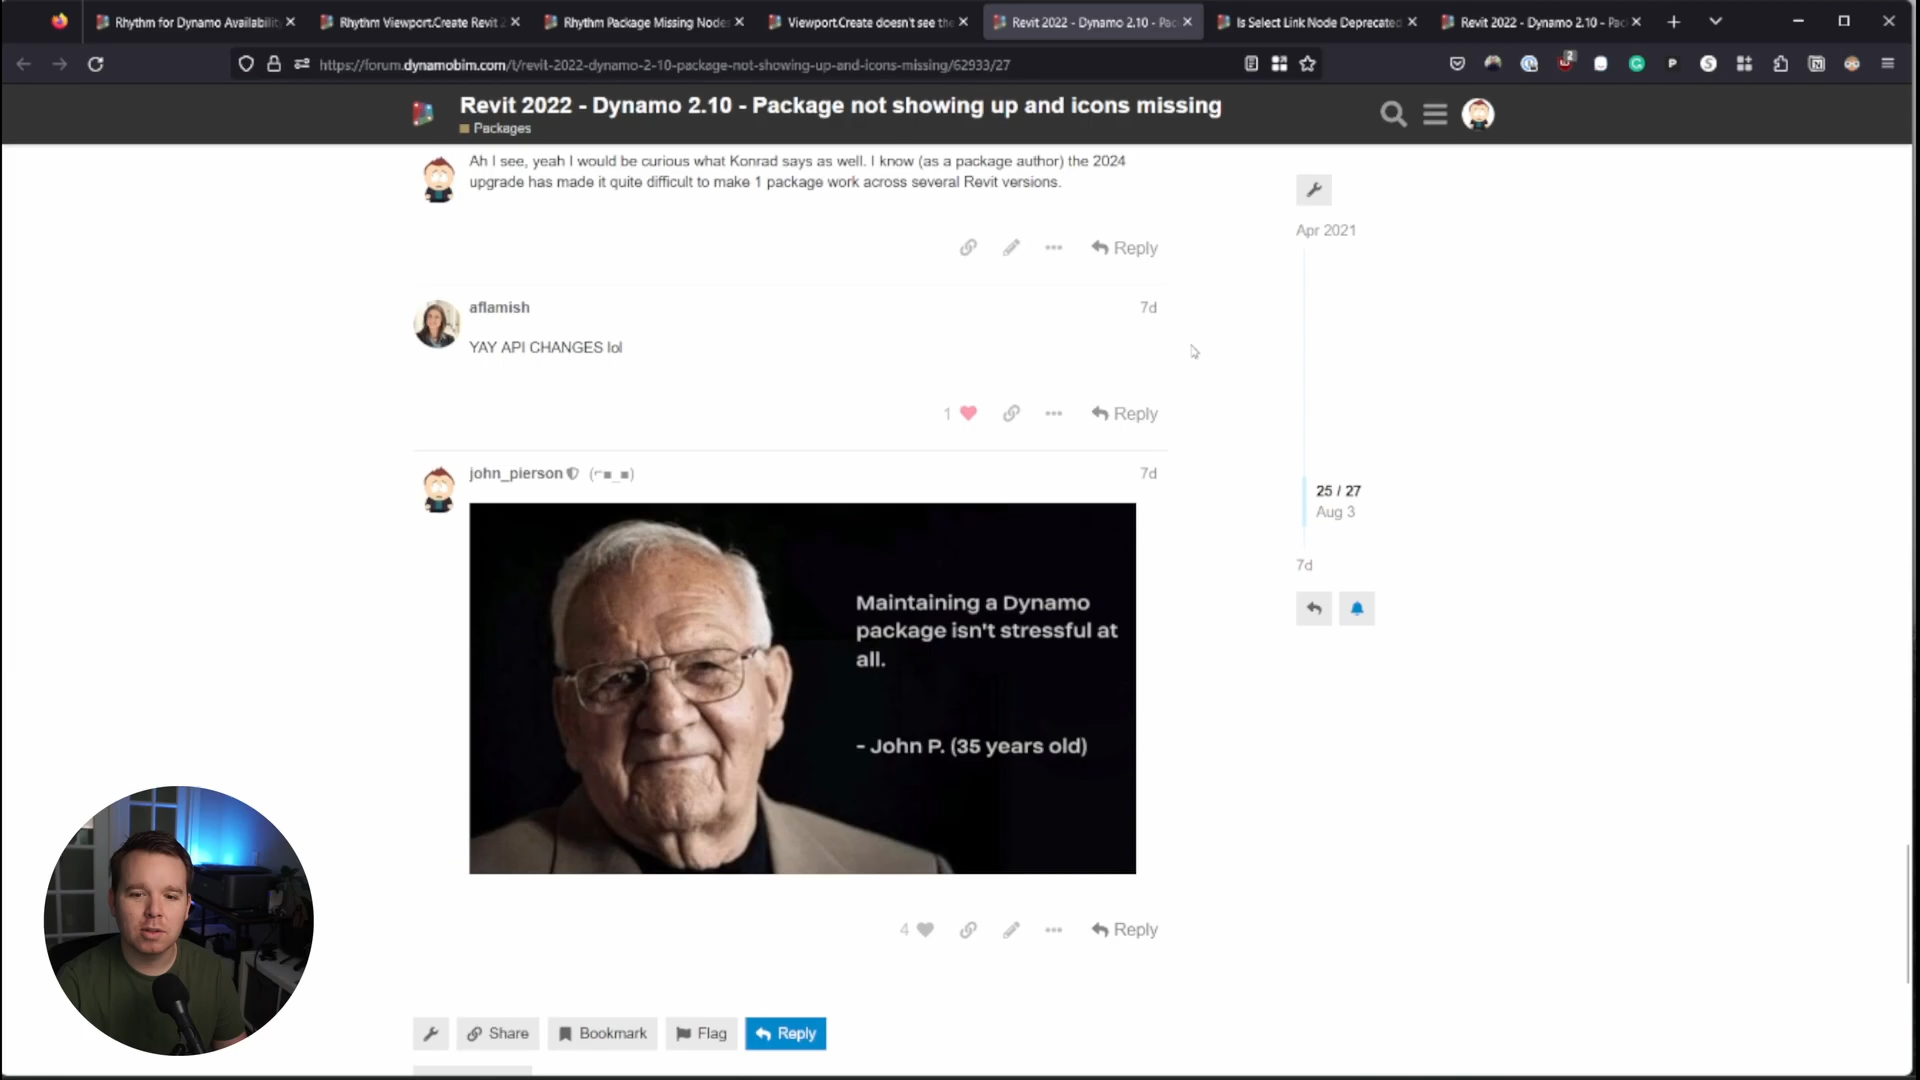 Rhythm for Dynamo Availabilit
Rhythm Viewport.Create Revit 2
Rhythm Package Missing Node
Viewport.Create doesn't see the
Revit 2022 - Dynamo 2.10 - Pac
Is Select Link Node Deprecated
Revit 2022 - Dynamo 2.10 - Pac
https://forum.dynamobim.com/t/revit-2022-dynamo-2-10-package-not-showing-up-and-icons-missing/62933/27
2
Revit 2022 - Dynamo 2.10 - Package not showing up and icons missing
Packages
Ah I see, yeah I would be curious what Konrad says as well. I know (as a package author) the 2024
upgrade has made it quite difficult to make 1 package work across several Revit versions.
Reply
Apr 2021
aflamish
7d
YAY API CHANGES lol
1
Reply
john_pierson
(⌐■_■)
7d
25 / 27
Aug 3
7d
Maintaining a Dynamo
package isn't stressful at
all.
- John P. (35 years old)
4
Reply
Share
Bookmark
Flag
Reply